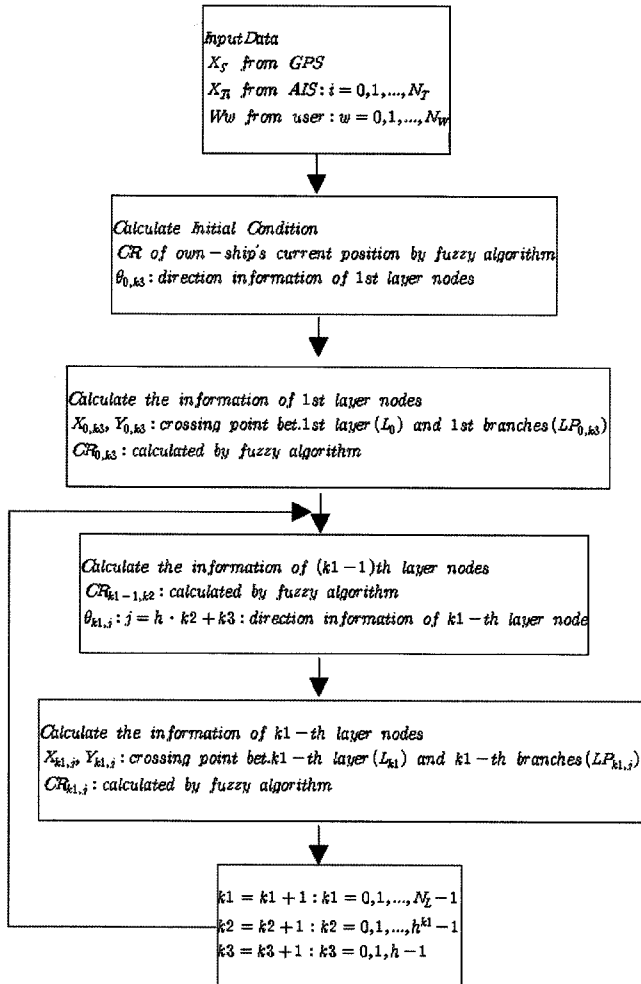 Input Data
X_S from GPS
X_Ti from AIS : i = 0,1,...,N_T
Ww from user : w = 0,1,...,N_W
Calculate Initial Condition
CR of own-ship's current position by fuzzy algorithm
θ_0,k3 : direction information of 1st layer nodes
Calculate the information of 1st layer nodes
X_0,k3, Y_0,k3 : crossing point bet.1st layer(L_0) and 1st branches(LP_0,k3)
CR_0,k3 : calculated by fuzzy algorithm
Calculate the information of (k1-1)th layer nodes
CR_k1-1,k2 : calculated by fuzzy algorithm
θ_k1,j : j = h · k2 + k3 : direction information of k1-th layer node
Calculate the information of k1-th layer nodes
X_k1,j, Y_k1,j : crossing point bet.k1-th layer(L_k1) and k1-th branches(LP_k1,j)
CR_k1,j : calculated by fuzzy algorithm
k1 = k1 + 1 : k1 = 0,1,...,N_L - 1
k2 = k2 + 1 : k2 = 0,1,...,h^k1 - 1
k3 = k3 + 1 : k3 = 0,1,h - 1